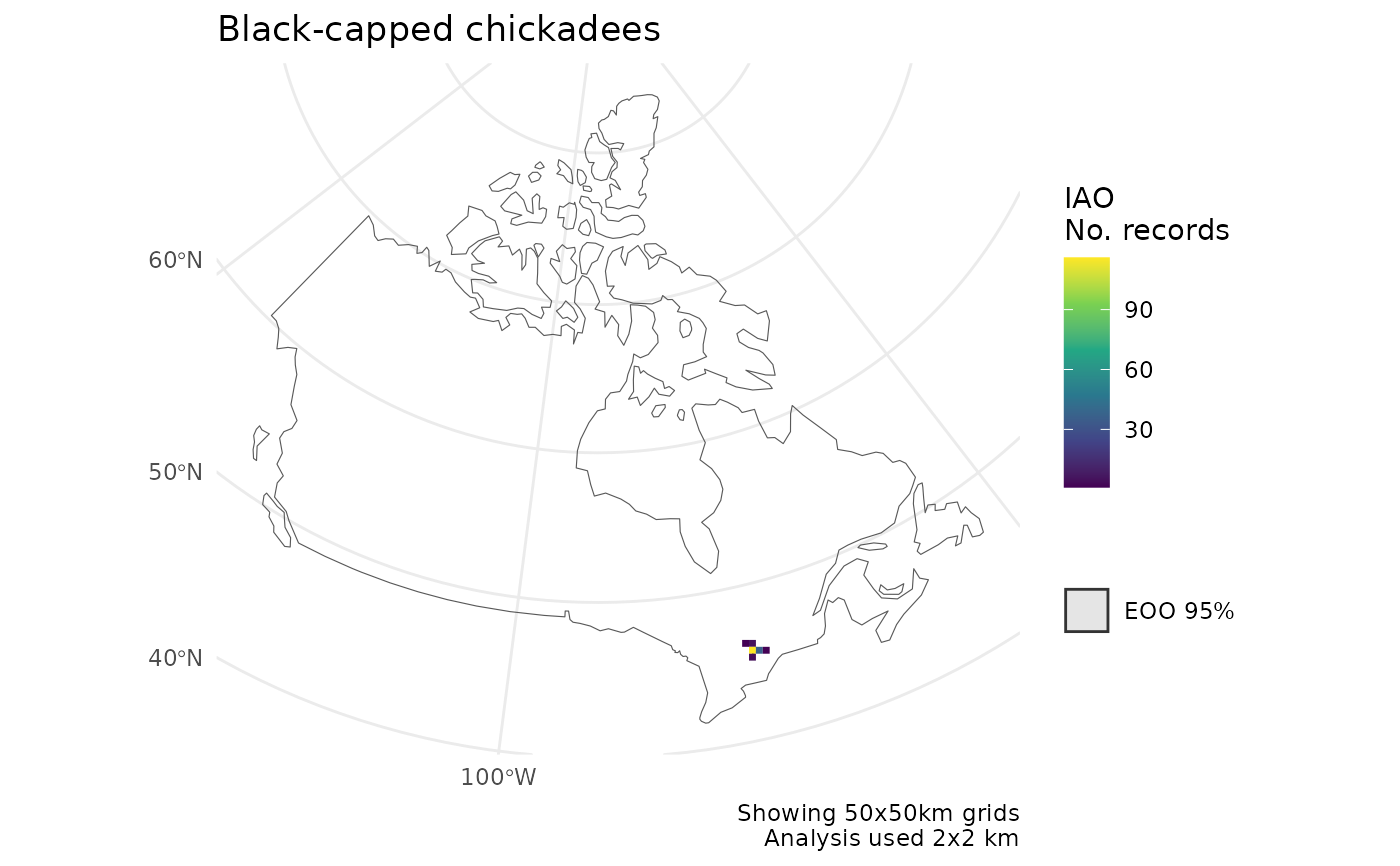 Black-capped chickadees
60°N
50°N
40°N
100°W
IAO
No. records
90
60
30
EOO 95%
Showing 50x50km grids
Analysis used 2x2 km